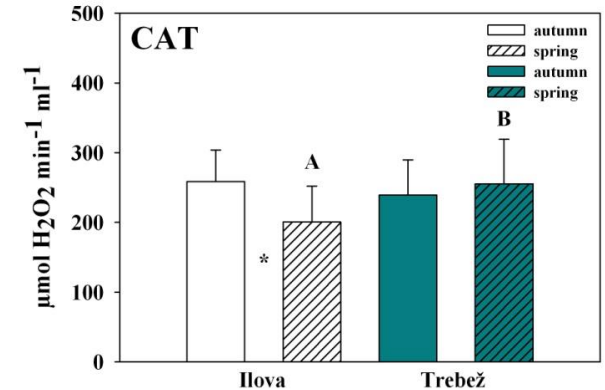 CAT
autumn
spring
autumn
spring
500
400
300
200
100
0
µmol H2O2 min-1 ml-1
A
B
*
Ilova Trebež